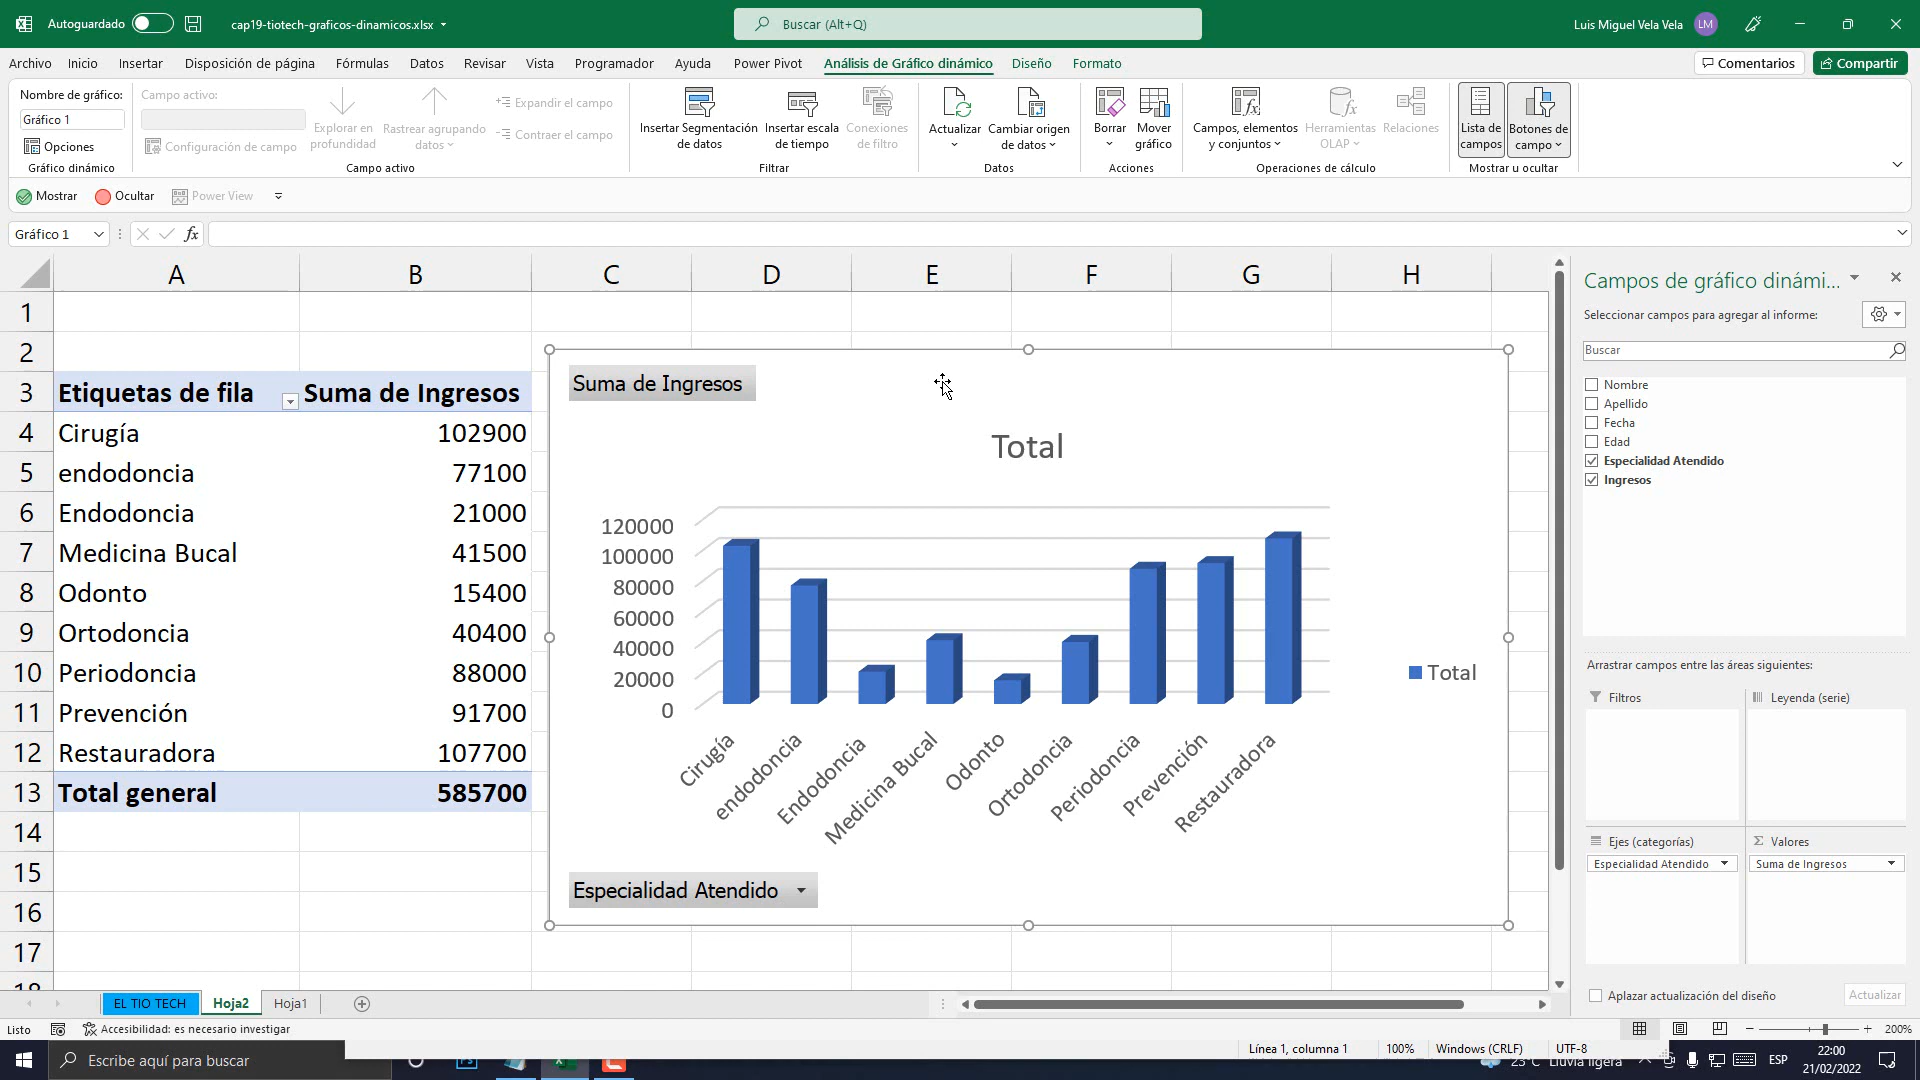 Autoguardado
cap19-tiotech-graficos-dinamicos.xlsx
Buscar (Alt+Q)
Luis Miguel Vela Vela
LM
Archivo
Inicio
Insertar
Disposición de página
Fórmulas
Datos
Revisar
Vista
Programador
Ayuda
Power Pivot
Análisis de Gráfico dinámico
Diseño
Formato
Comentarios
Compartir
Nombre de gráfico:
Gráfico 1
Opciones
Gráfico dinámico
Campo activo:
Configuración de campo
Explorar en
profundidad
Rastrear agrupando
datos
Expandir el campo
Contraer el campo
Campo activo
Insertar Segmentación
de datos
Insertar escala
de tiempo
Conexiones
de filtro
Filtrar
Actualizar
Cambiar origen
de datos
Datos
Borrar
Mover
gráfico
Acciones
Campos, elementos
y conjuntos
Herramientas
OLAP
Relaciones
Operaciones de cálculo
Lista de
campos
Botones de
campo
Mostrar u ocultar
Mostrar
Ocultar
Power View
Gráfico 1
fx
A B C D E F G H
1
2
3 Etiquetas de fila Suma de Ingresos
4 Cirugía 102900
5 endodoncia 77100
6 Endodoncia 21000
7 Medicina Bucal 41500
8 Odonto 15400
9 Ortodoncia 40400
10 Periodoncia 88000
11 Prevención 91700
12 Restauradora 107700
13 Total general 585700
14
15
16
17
18
Suma de Ingresos
Total
120000
100000
80000
60000
40000
20000
0
Cirugía
endodoncia
Endodoncia
Medicina Bucal
Odonto
Ortodoncia
Periodoncia
Prevención
Restauradora
Total
Especialidad Atendido
Campos de gráfico dinámi...
Seleccionar campos para agregar al informe:
Buscar
Nombre
Apellido
Fecha
Edad
Especialidad Atendido
Ingresos
Arrastrar campos entre las áreas siguientes:
Filtros
Leyenda (serie)
Ejes (categorías)
Especialidad Atendido
Valores
Suma de Ingresos
Aplazar actualización del diseño
Actualizar
EL TIO TECH
Hoja2
Hoja1
Listo
Accesibilidad: es necesario investigar
200%
Línea 1, columna 1
100%
Windows (CRLF)
UTF-8
Escribe aquí para buscar
Ps
23°C Lluvia ligera
ESP
22:00
21/02/2022